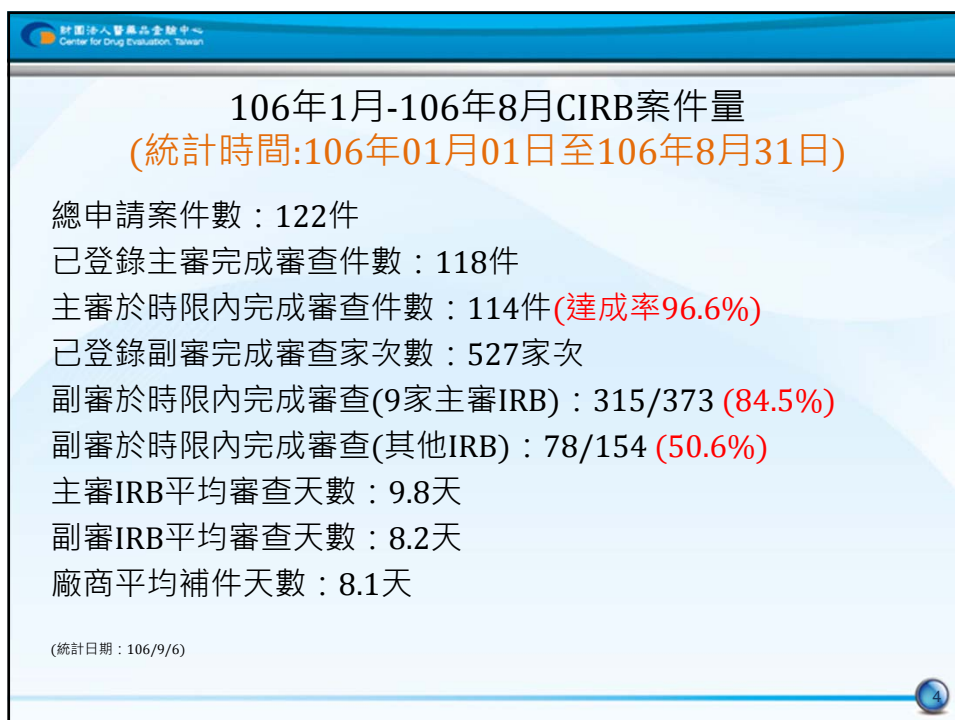 財團法人醫藥品查驗中心
Center for Drug Evaluation, Taiwan
106年1月-106年8月CIRB案件量
(統計時間:106年01月01日至106年8月31日)
總申請案件數：122件
已登錄主審完成審查件數：118件
主審於時限內完成審查件數：114件(達成率96.6%)
已登錄副審完成審查家次數：527家次
副審於時限內完成審查(9家主審IRB)：315/373 (84.5%)
副審於時限內完成審查(其他IRB)：78/154 (50.6%)
主審IRB平均審查天數：9.8天
副審IRB平均審查天數：8.2天
廠商平均補件天數：8.1天
(統計日期：106/9/6)
4